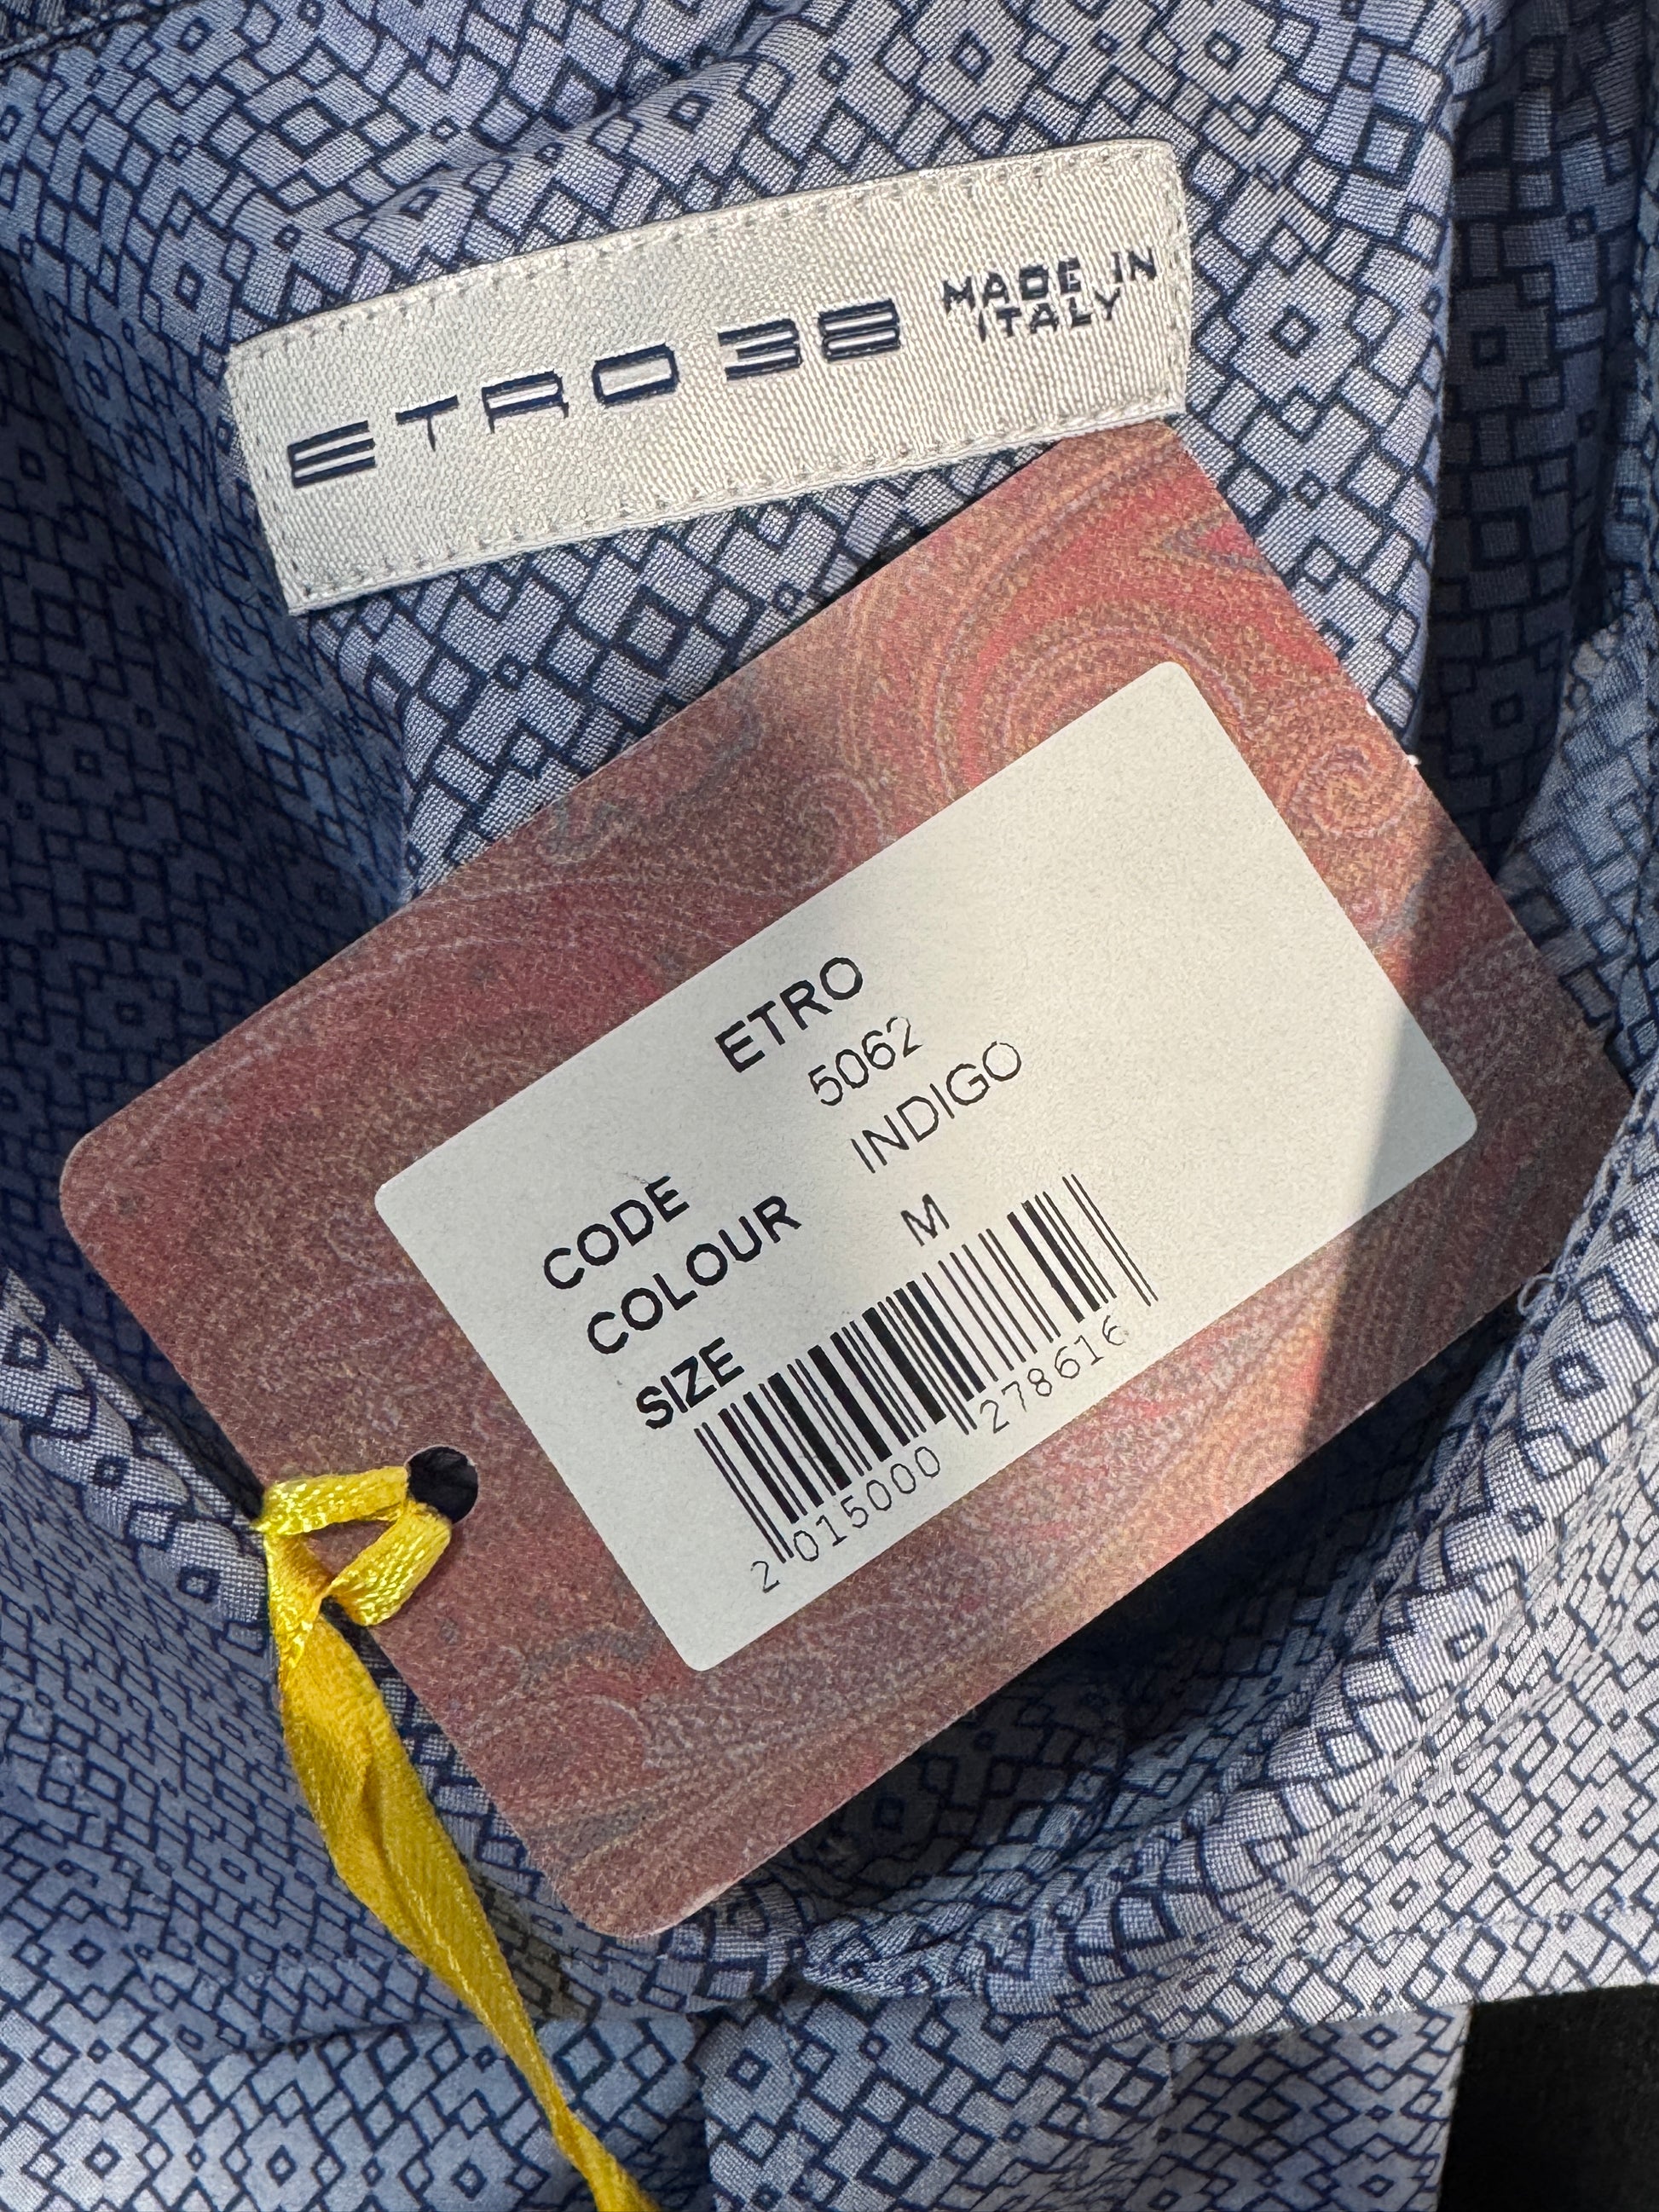 ETRO 38 MADE IN
ITALY
ETRO
CODE 5062
COLOUR INDIGO
SIZE M
2 015000 278616